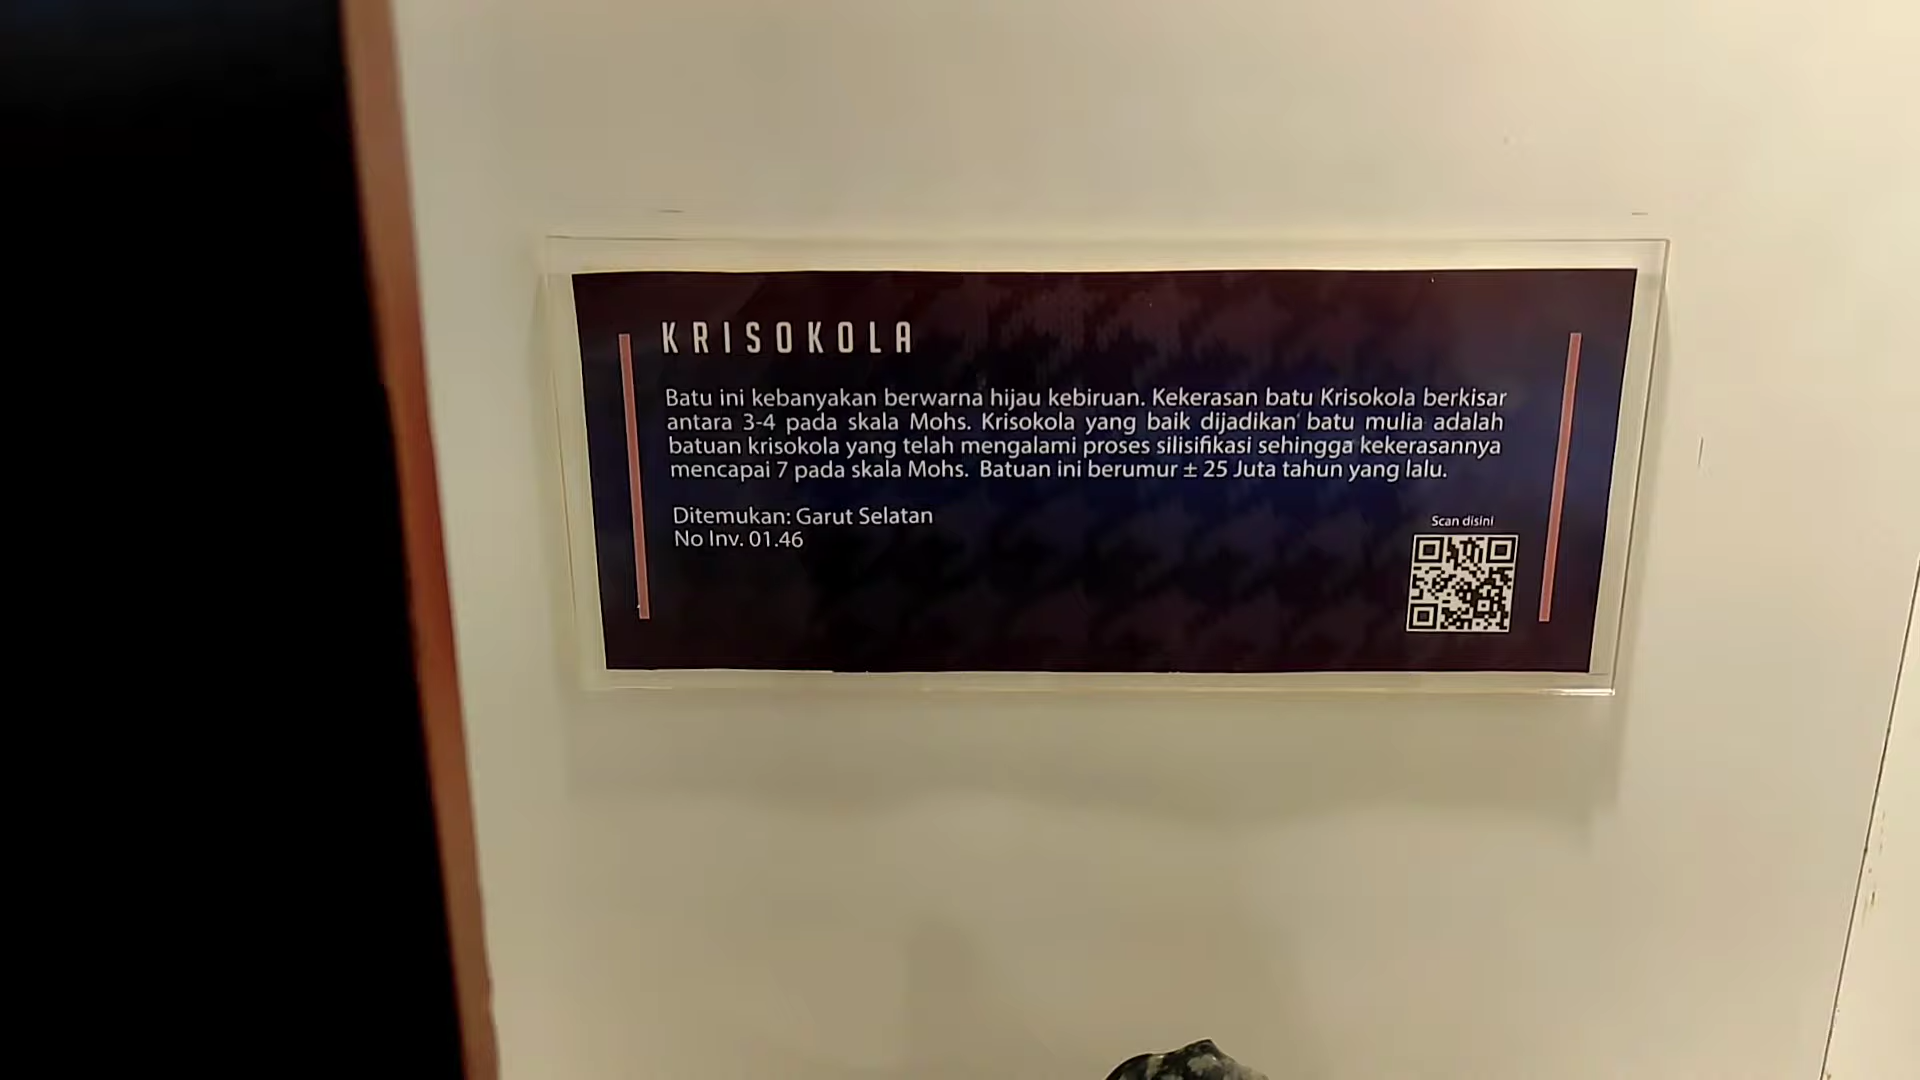 KRISOKOLA
Batu ini kebanyakan berwarna hijau kebiruan. Kekerasan batu Krisokola berkisar
antara 3-4 pada skala Mohs. Krisokola yang baik dijadikan batu mulia adalah
batuan krisokola yang telah mengalami proses silisifikasi sehingga kekerasannya
mencapai 7 pada skala Mohs. Batuan ini berumur ± 25 Juta tahun yang lalu.
Ditemukan: Garut Selatan
No Inv. 01.46
Scan disini